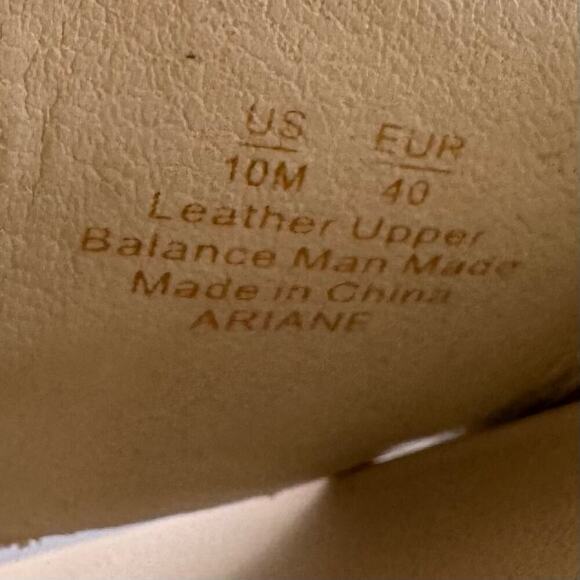 US EUR
10M 40
Leather Upper
Balance Man Made
Made in China
ARIANE